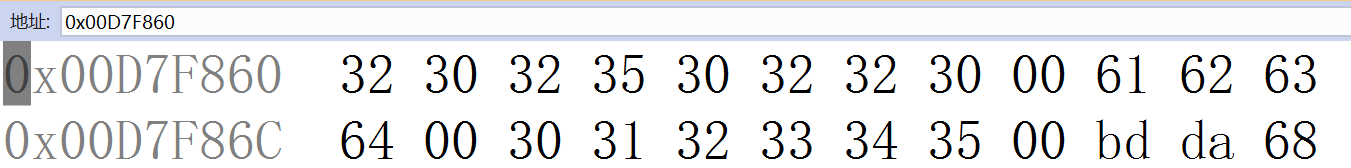 地址: 0x00D7F860
0x00D7F860 32 30 32 35 30 32 32 30 00 61 62 63
0x00D7F86C 64 00 30 31 32 33 34 35 00 bd da 68